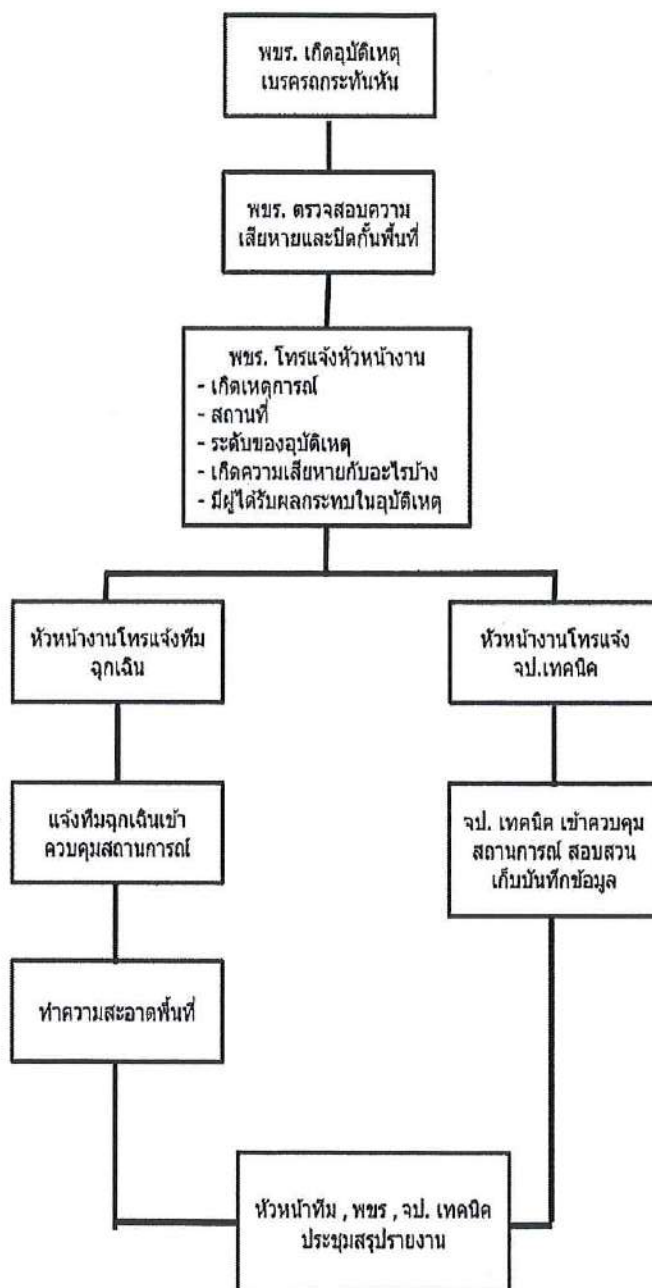 พขร. เกิดอุบัติเหตุ
เบรครถกระทันหัน
พขร. ตรวจสอบความ
เสียหายและปิดกั้นพื้นที่
พขร. โทรแจ้งหัวหน้างาน
- เกิดเหตุการณ์
- สถานที่
- ระดับของอุบัติเหตุ
- เกิดความเสียหายกับอะไรบ้าง
- มีผู้ได้รับผลกระทบในอุบัติเหตุ
หัวหน้างานโทรแจ้งทีม
ฉุกเฉิน
หัวหน้างานโทรแจ้ง
จป.เทคนิค
แจ้งทีมฉุกเฉินเข้า
ควบคุมสถานการณ์
จป. เทคนิค เข้าควบคุม
สถานการณ์ สอบสวน
เก็บบันทึกข้อมูล
ทำความสะอาดพื้นที่
หัวหน้าทีม , พขร , จป. เทคนิค
ประชุมสรุปรายงาน